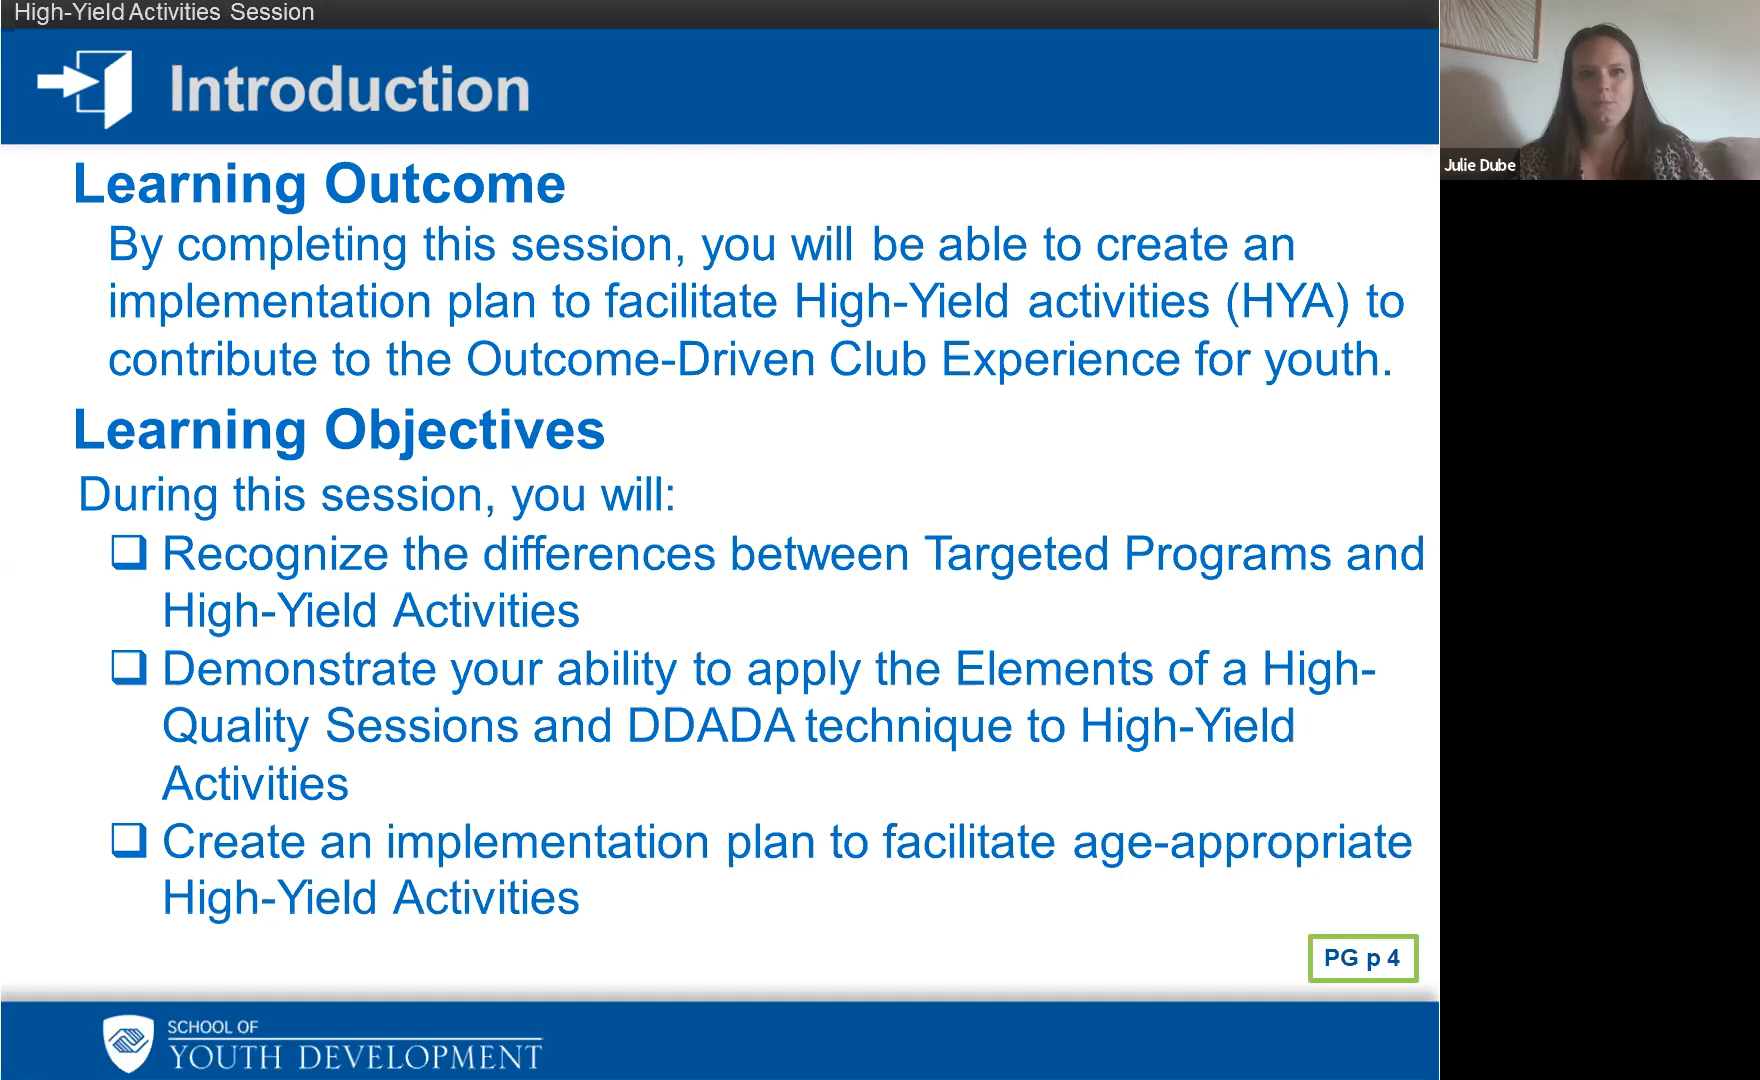 High-Yield Activities Session
Introduction
Learning Outcome
By completing this session, you will be able to create an
implementation plan to facilitate High-Yield activities (HYA) to
contribute to the Outcome-Driven Club Experience for youth.
Learning Objectives
During this session, you will:
❑ Recognize the differences between Targeted Programs and
High-Yield Activities
❑ Demonstrate your ability to apply the Elements of a High-
Quality Sessions and DDADA technique to High-Yield
Activities
❑ Create an implementation plan to facilitate age-appropriate
High-Yield Activities
PG p 4
SCHOOL OF
YOUTH DEVELOPMENT
Julie Dube